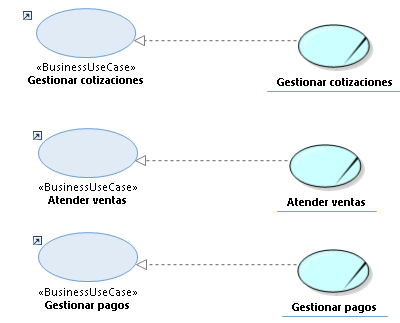 «BusinessUseCase»
Gestionar cotizaciones
Gestionar cotizaciones
«BusinessUseCase»
Atender ventas
Atender ventas
«BusinessUseCase»
Gestionar pagos
Gestionar pagos